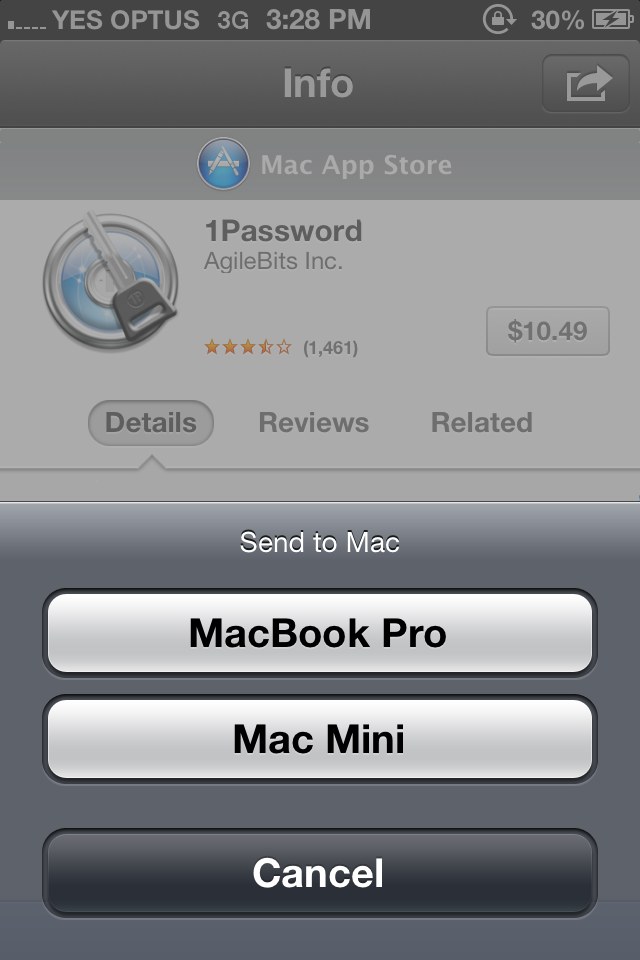 YES OPTUS 3G 3:28 PM 30%
Info
Mac App Store
1Password
AgileBits Inc.
(1,461)
$10.49
Details Reviews Related
Send to Mac
MacBook Pro
Mac Mini
Cancel